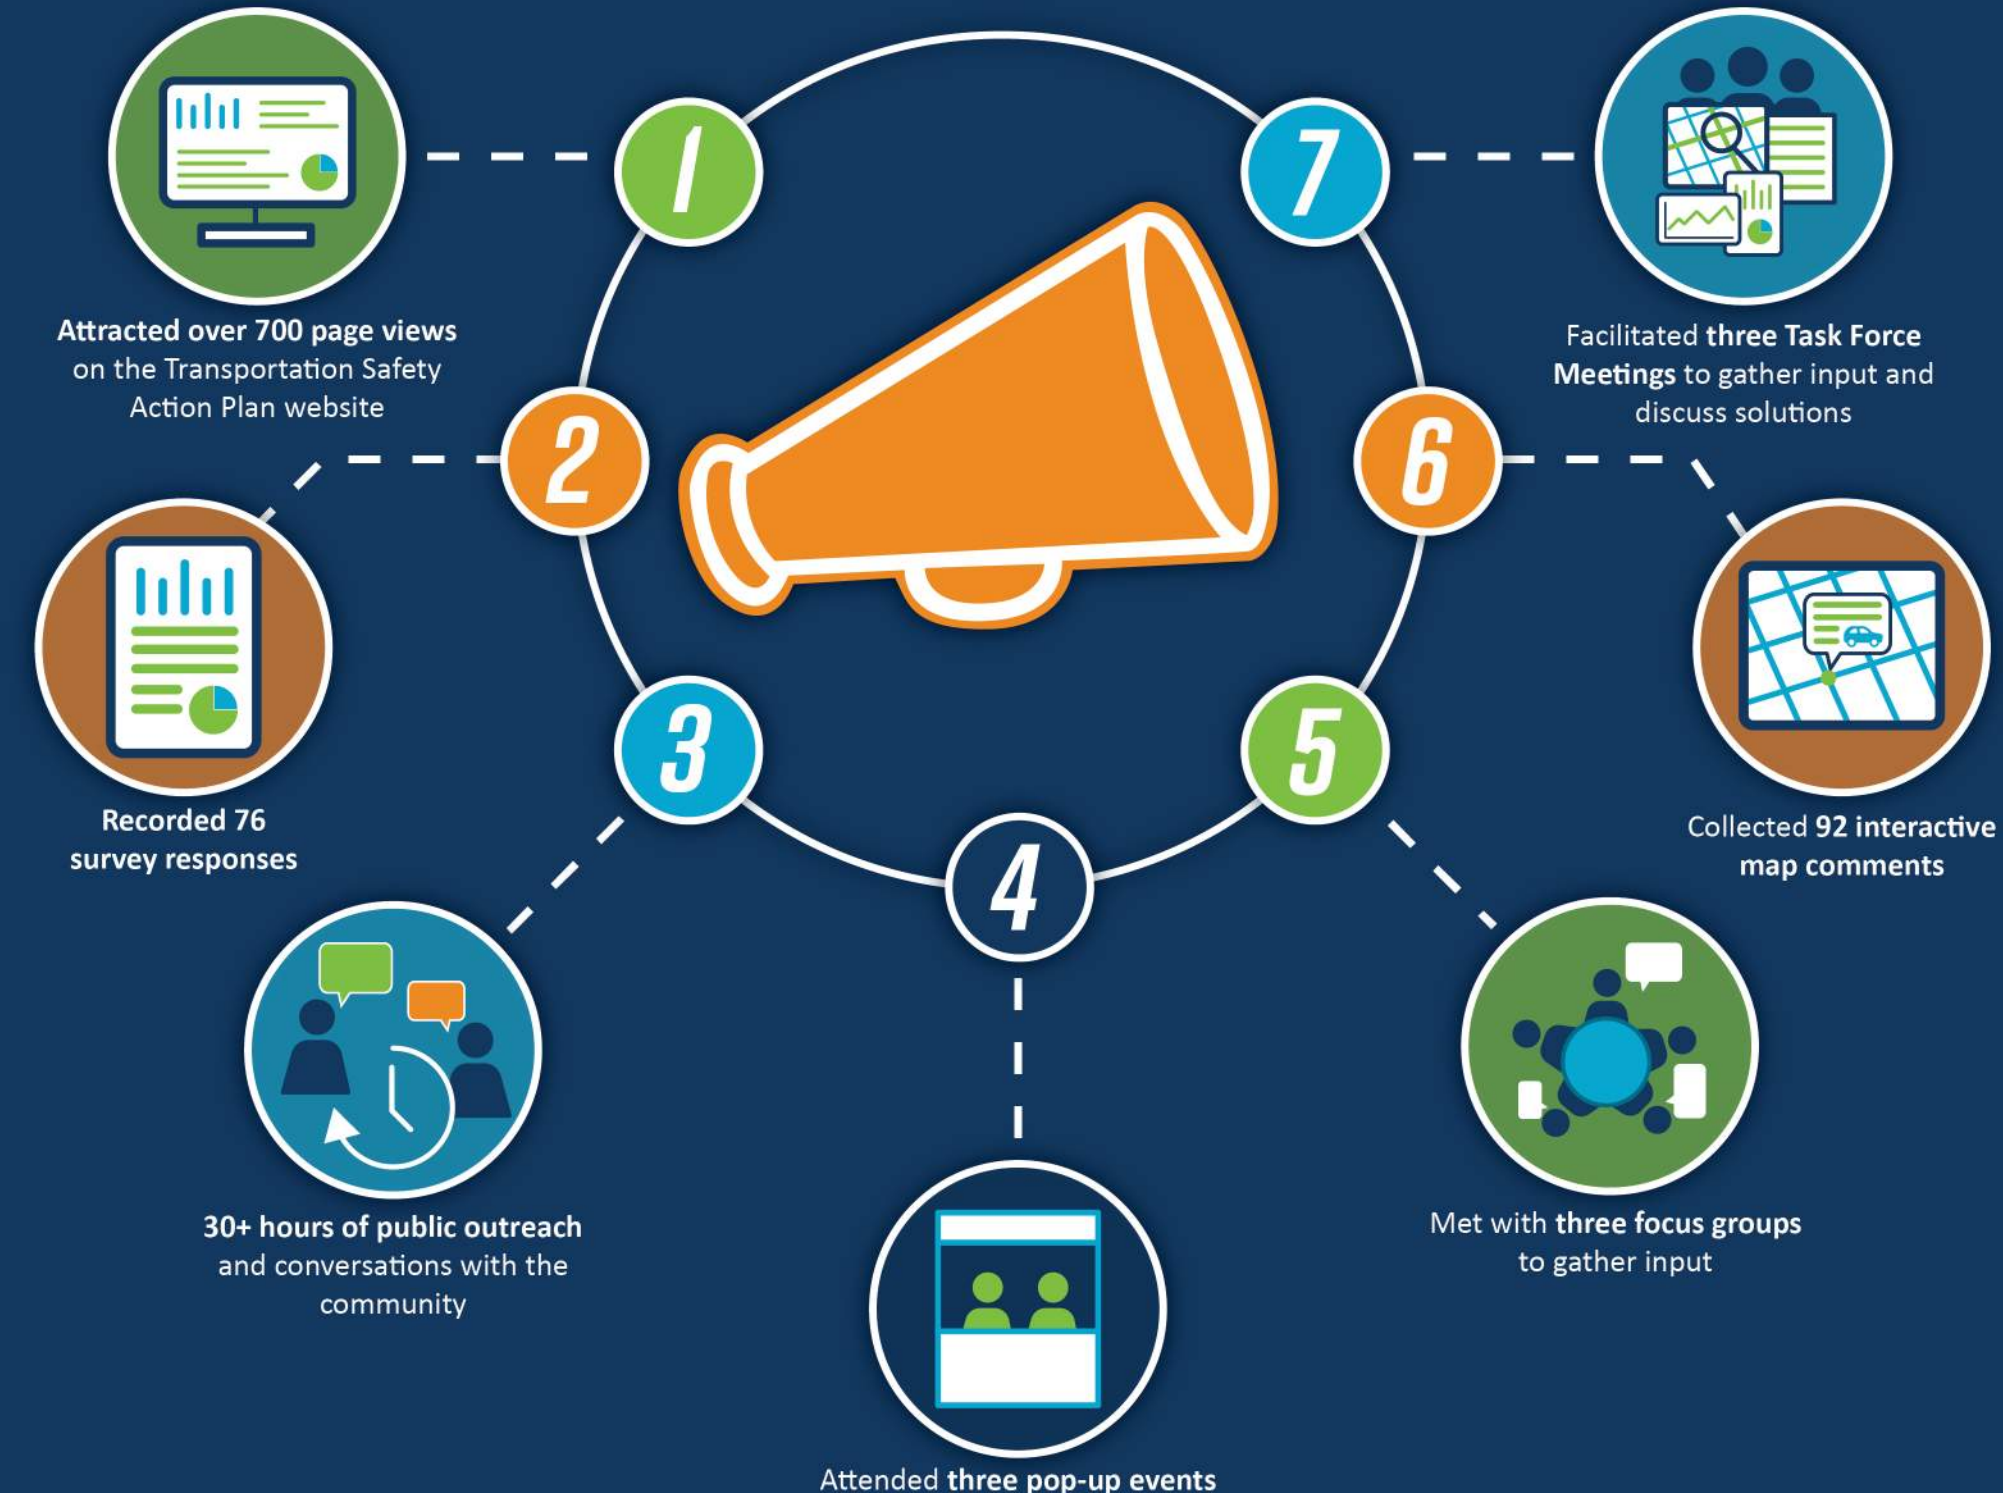 1
Attracted over 700 page views
on the Transportation Safety
Action Plan website
2
Recorded 76
survey responses
3
30+ hours of public outreach
and conversations with the
community
4
Attended three pop-up events
5
Met with three focus groups
to gather input
6
Collected 92 interactive
map comments
7
Facilitated three Task Force
Meetings to gather input and
discuss solutions